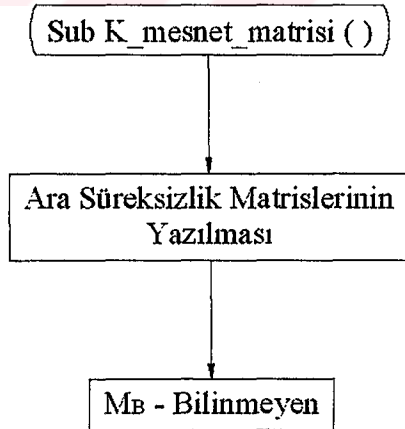 Sub K_mesnet_matrisi ( )
Ara Süreksizlik Matrislerinin
Yazılması
MB - Bilinmeyen